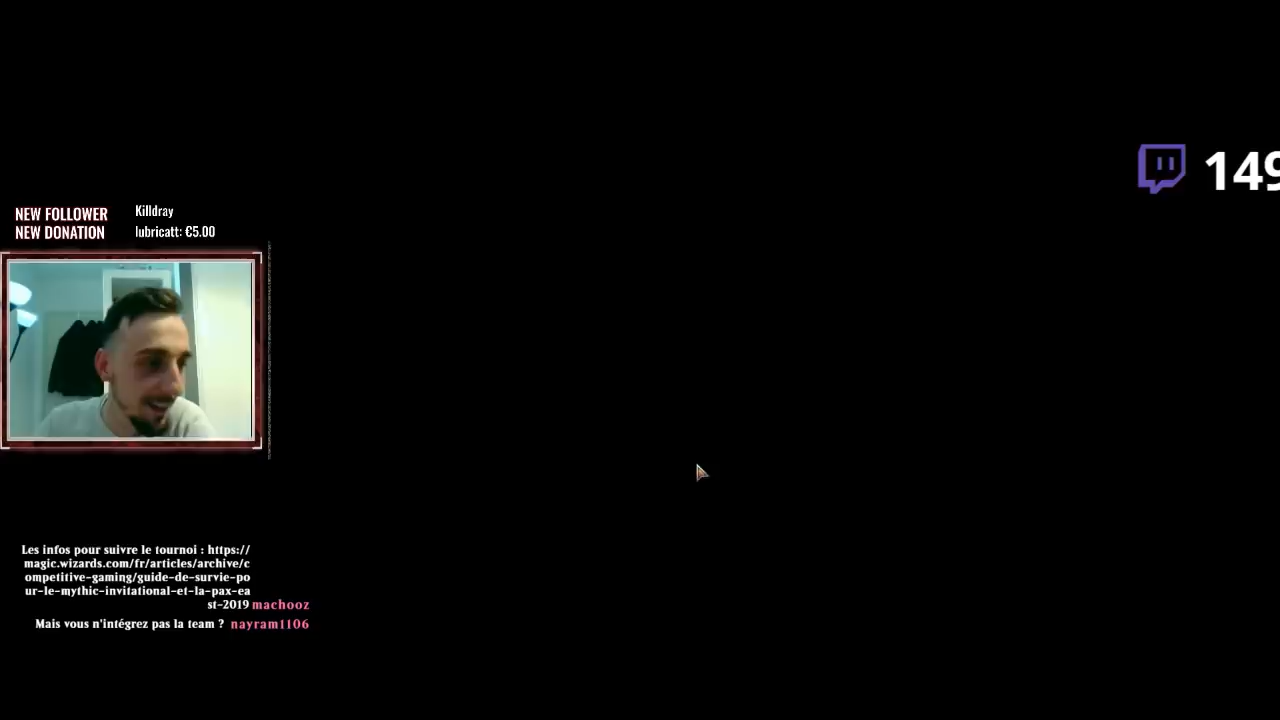 149
NEW FOLLOWER Killdray
NEW DONATION lubricatt: €5.00
Les infos pour suivre le tournoi : https://
magic.wizards.com/fr/articles/archive/c
ompetitive-gaming/guide-de-survie-po
ur-le-mythic-invitational-et-la-pax-ea
st-2019 machooz
Mais vous n'intégrez pas la team ? nayram1106